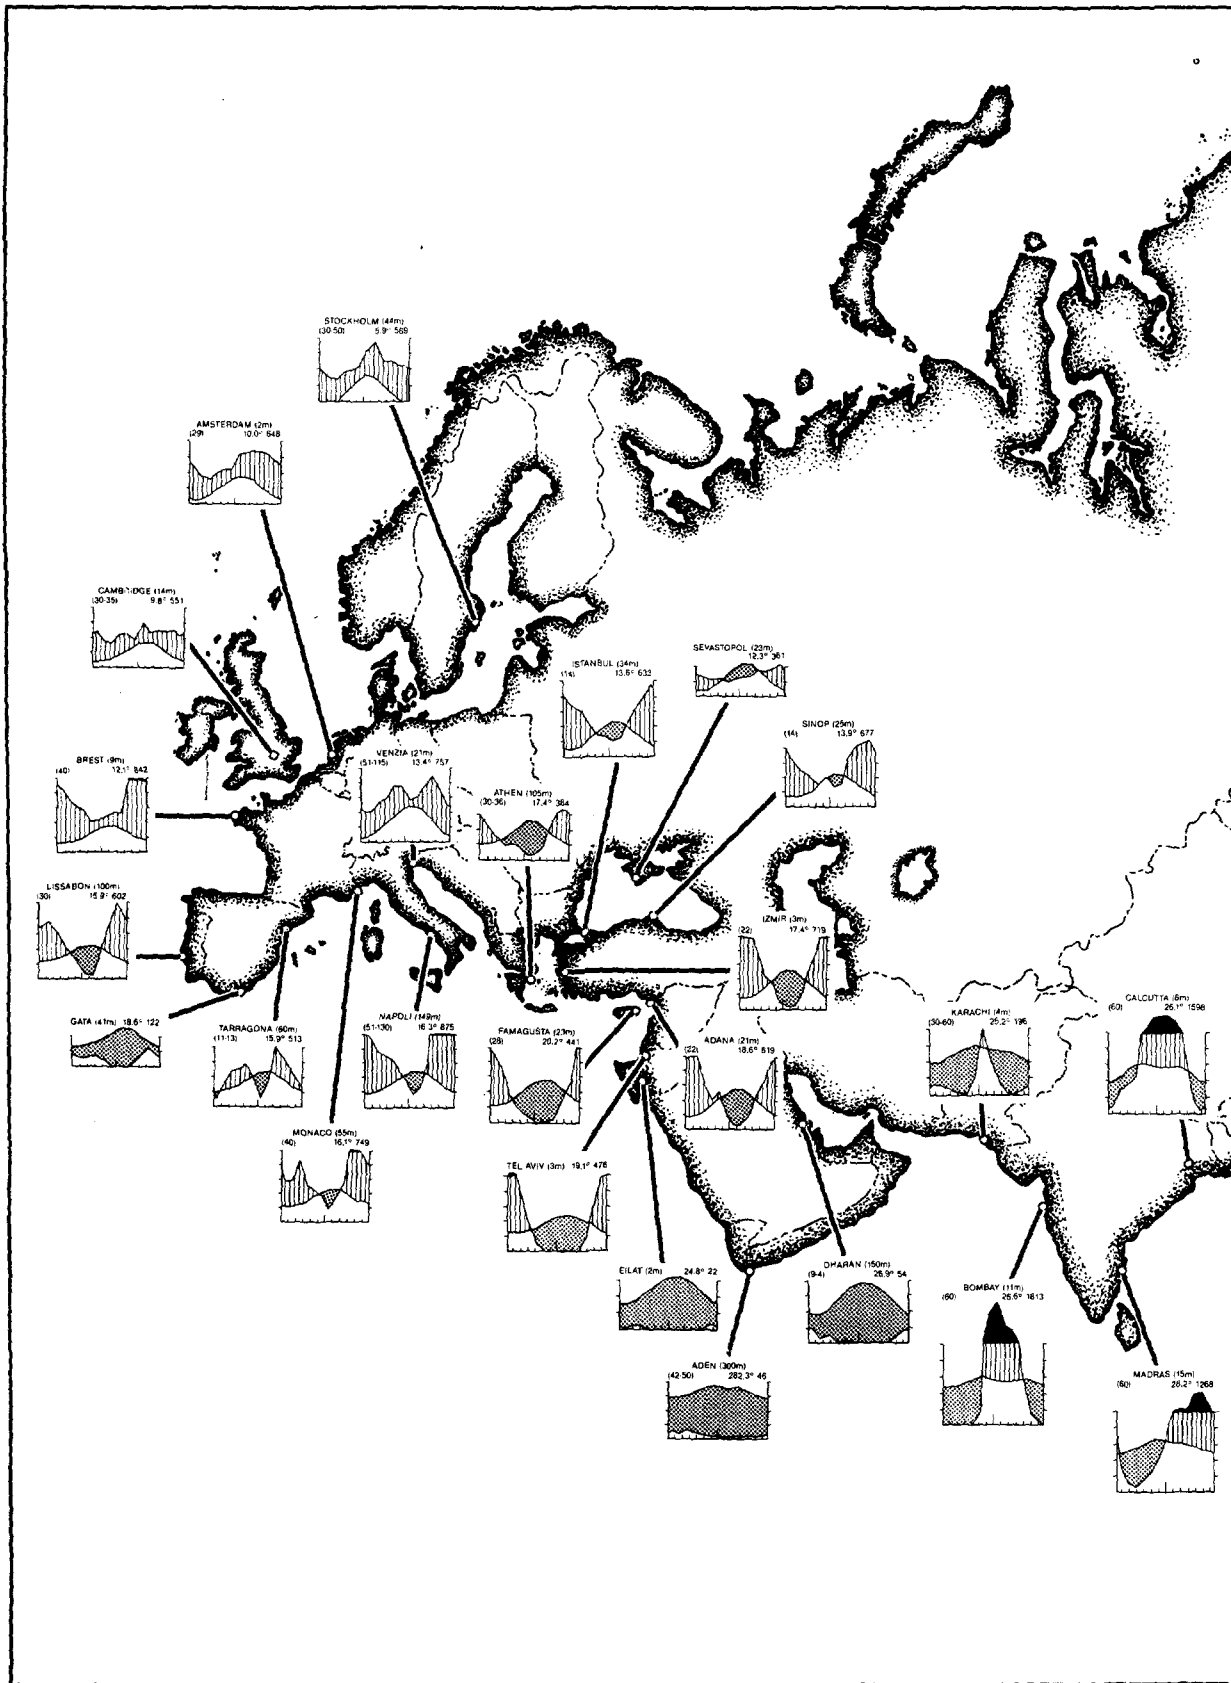 STOCKHOLM (44m)
(30-50) 5.9° 569
AMSTERDAM (2m)
(29) 10.0° 648
CAMBRIDGE (14m)
(30-35) 9.8° 551
SEVASTOPOL (23m)
12.3° 361
ISTANBUL (34m)
(14) 13.6° 632
SINOP (25m)
(14) 13.9° 677
BREST (9m)
(40) 12.1° 842
VENZIA (21m)
(51-115) 13.4° 757
ATHEN (105m)
(30-36) 17.4° 384
LISSABON (100m)
(30) 15.9° 602
IZMIR (3m)
(22) 17.4° 719
CALCUTTA (6m)
(60) 26.1° 1598
KARACHI (4m)
(30-60) 25.2° 196
GATA (41m) 18.6° 122
TARRAGONA (60m)
(11-13) 15.9° 513
NAPOLI (149m)
(51-130) 16.3° 875
FAMAGUSTA (23m)
(28) 20.2° 441
ADANA (21m)
(22) 18.6° 619
MONACO (55m)
(40) 16.1° 749
TEL AVIV (3m) 19.1° 476
EILAT (2m) 24.8° 22
DHARAN (150m)
(9-4) 26.9° 54
BOMBAY (11m)
(60) 26.6° 1813
ADEN (300m)
(42-50) 282.3° 46
MADRAS (15m)
(60) 28.2° 1268